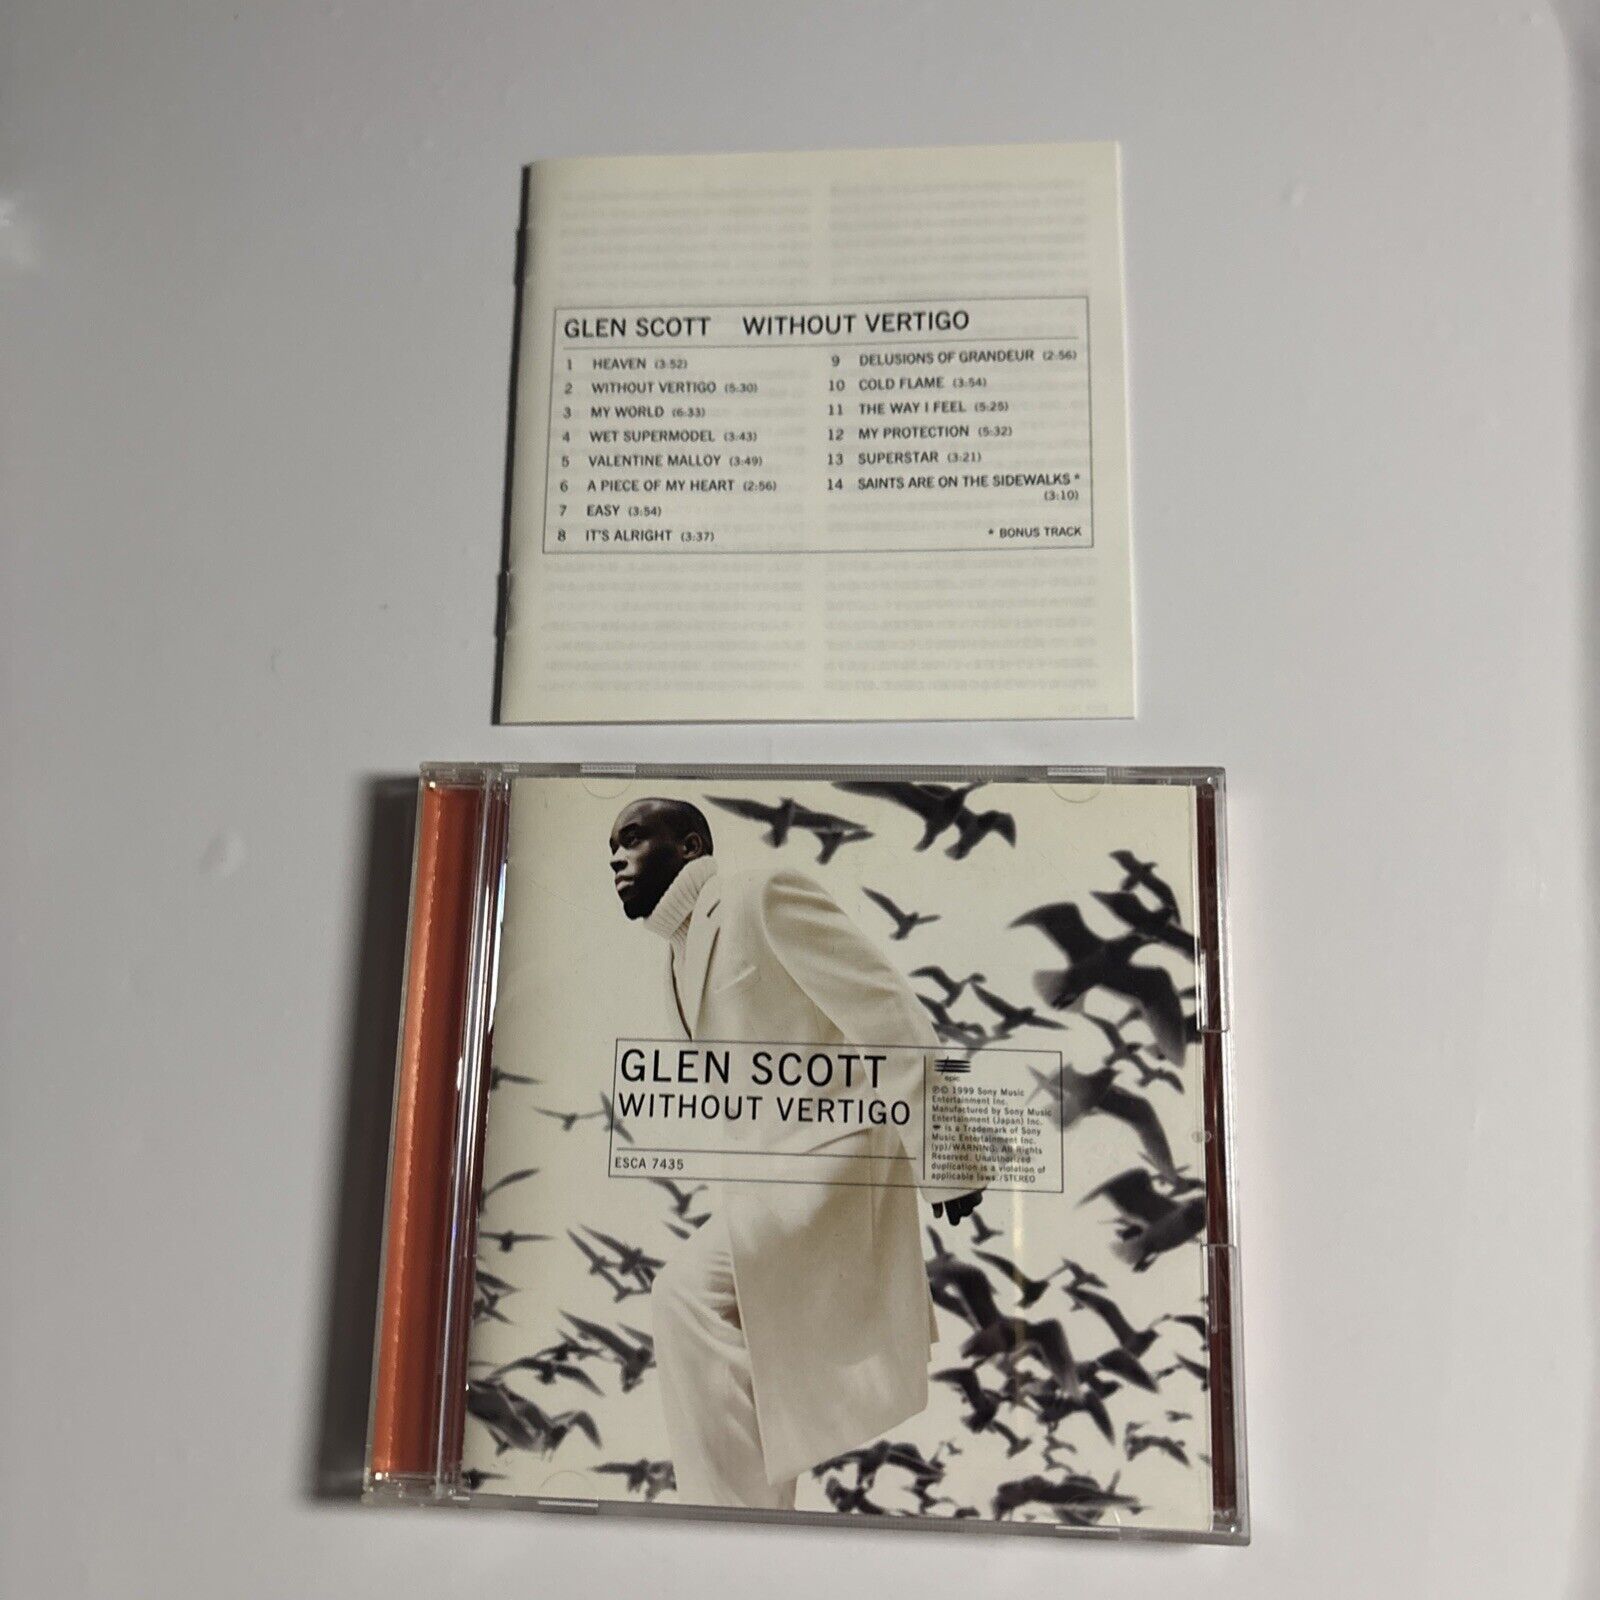 GLEN SCOTT WITHOUT VERTIGO
1 HEAVEN (3:52)
2 WITHOUT VERTIGO (5:30)
3 MY WORLD (6:33)
4 WET SUPERMODEL (3:43)
5 VALENTINE MALLOY (3:49)
6 A PIECE OF MY HEART (2:56)
7 EASY (3:54)
8 IT'S ALRIGHT (3:37)
9 DELUSIONS OF GRANDEUR (2:56)
10 COLD FLAME (3:54)
11 THE WAY I FEEL (5:25)
12 MY PROTECTION (5:32)
13 SUPERSTAR (3:21)
14 SAINTS ARE ON THE SIDEWALKS *
(3:10)
* BONUS TRACK
GLEN SCOTT
WITHOUT VERTIGO
ESCA 7435
epic
℗© 1999 Sony Music
Entertainment Inc.
Manufactured by Sony Music
Entertainment (Japan) Inc.
is a Trademark of Sony
Music Entertainment Inc.
(yp)/WARNING: All Rights
Reserved. Unauthorized
duplication is a violation of
applicable laws./STEREO